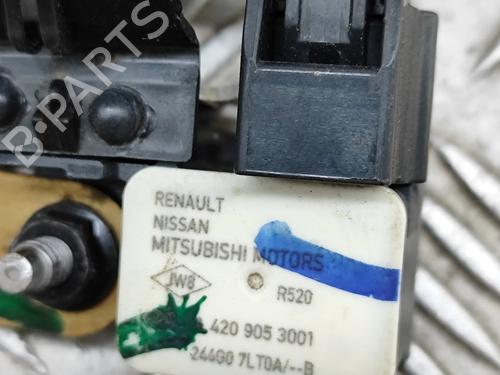 B-PARTS
RENAULT
NISSAN
MITSUBISHI MOTORS
JW8
R520
420 905 3001
244G0 7LT0A/--B